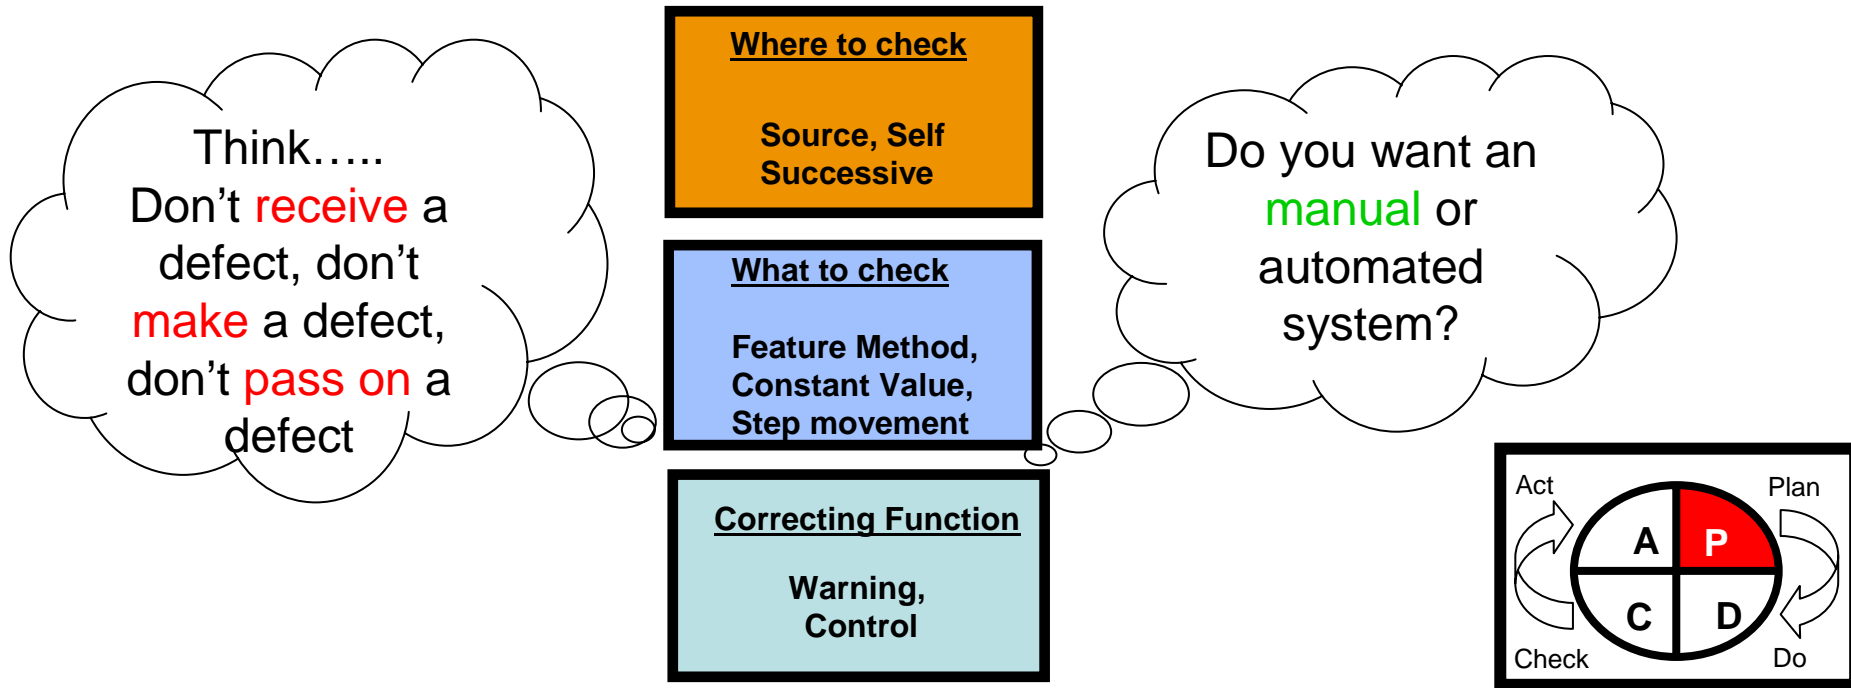 Think…..
Don't receive a
defect, don't
make a defect,
don't pass on a
defect
Where to check
Source, Self
Successive
What to check
Feature Method,
Constant Value,
Step movement
Correcting Function
Warning,
Control
Do you want an
manual or
automated
system?
Act
Plan
A
P
C
D
Check
Do